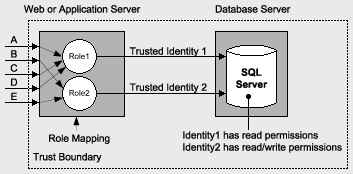 Web or Application Server
Database Server
A
B
C
D
E
Role1
Role2
Trusted Identity 1
Trusted Identity 2
SQL
Server
Role Mapping
Identity1 has read permissions
Identity2 has read/write permissions
Trust Boundary